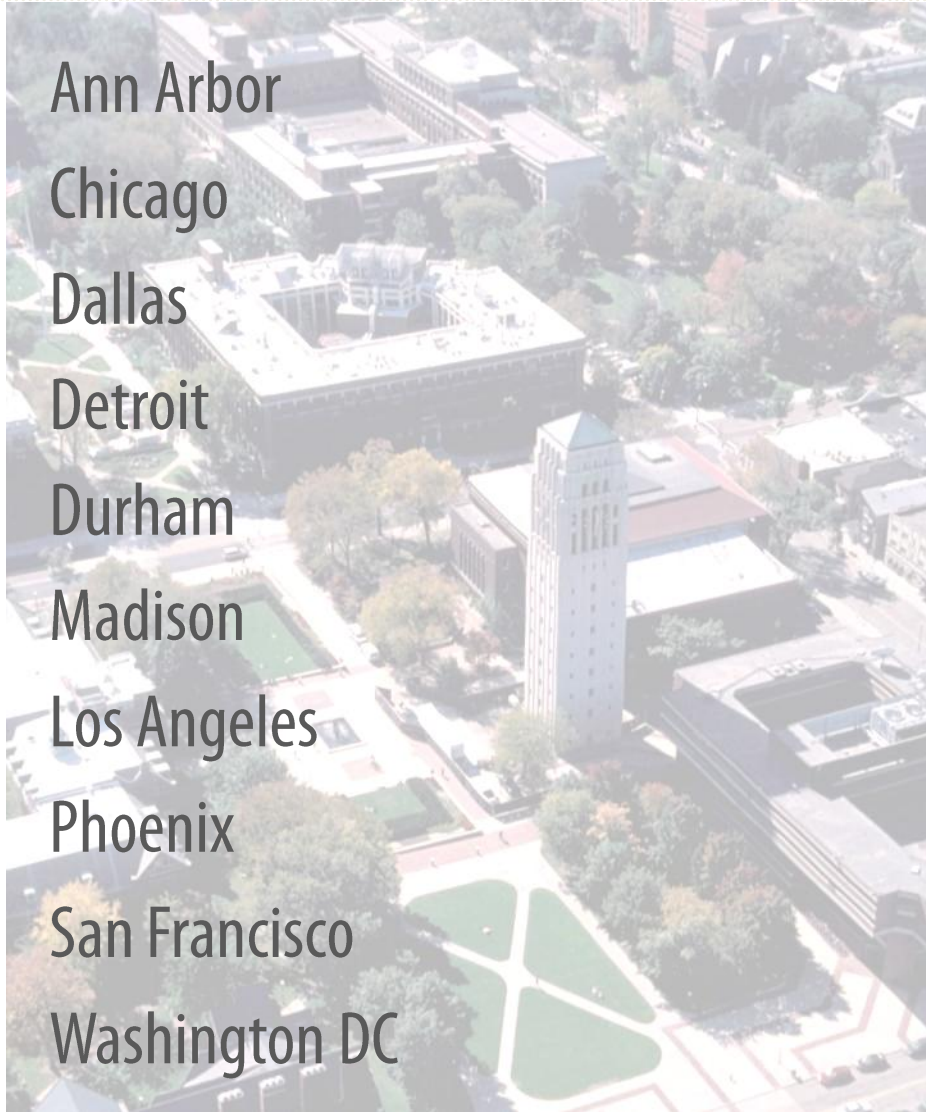 Ann Arbor
Chicago
Dallas
Detroit
Durham
Madison
Los Angeles
Phoenix
San Francisco
Washington DC